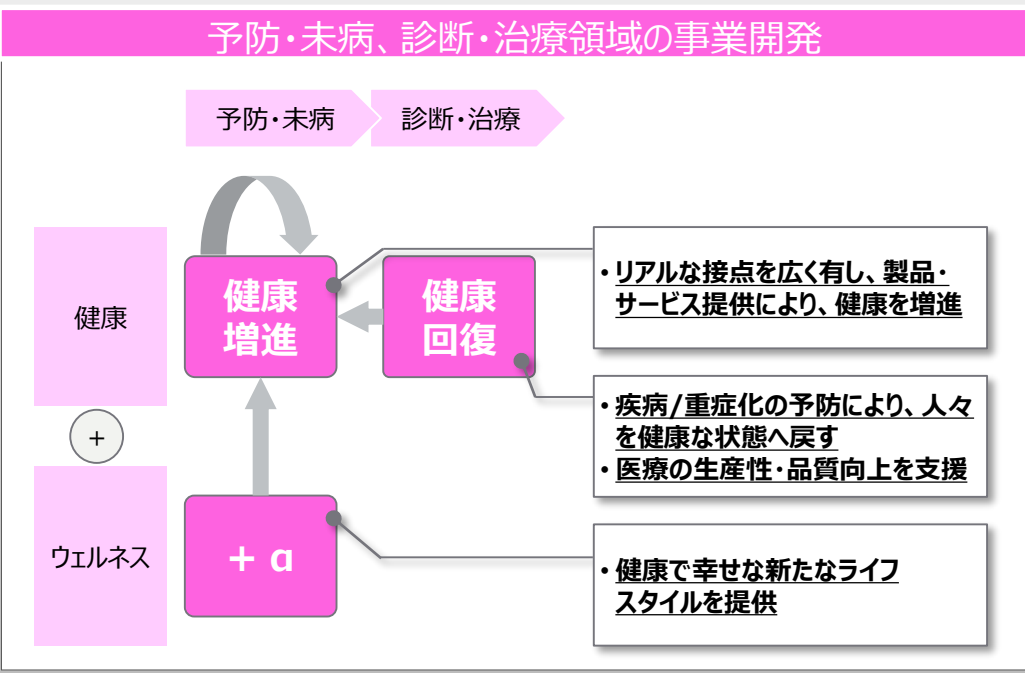 予防・未病、診断・治療領域の事業開発
予防・未病
診断・治療
健康
健康
増進
健康
回復
・リアルな接点を広く有し、製品・
サービス提供により、健康を増進
・疾病/重症化の予防により、人々
を健康な状態へ戻す
・医療の生産性・品質向上を支援
+
ウェルネス
+ α
・健康で幸せな新たなライフ
スタイルを提供